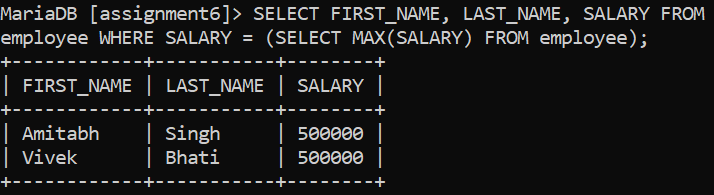 MariaDB [assignment6]> SELECT FIRST_NAME, LAST_NAME, SALARY FROM
employee WHERE SALARY = (SELECT MAX(SALARY) FROM employee);
+------------+-----------+--------+
| FIRST_NAME | LAST_NAME | SALARY |
+------------+-----------+--------+
| Amitabh    | Singh     | 500000 |
| Vivek      | Bhati     | 500000 |
+------------+-----------+--------+